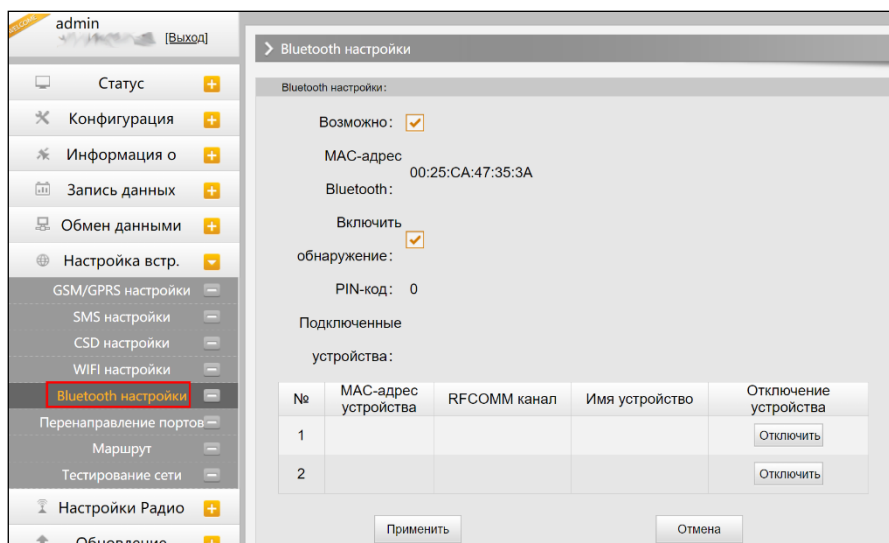 WELCOME
admin
[Выход]
Статус
Конфигурация
Информация о
Запись данных
Обмен данными
Настройка встр.
GSM/GPRS настройки
SMS настройки
CSD настройки
WIFI настройки
Bluetooth настройки
Перенаправление портов
Маршрут
Тестирование сети
Настройки Радио
Обновление
Bluetooth настройки
Bluetooth настройки:
Возможно:
MAC-адрес
Bluetooth:
00:25:CA:47:35:3A
Включить
обнаружение:
PIN-код: 0
Подключенные
устройства:
№ MAC-адрес устройства RFCOMM канал Имя устройство Отключение устройства
1 Отключить
2 Отключить
Применить Отмена